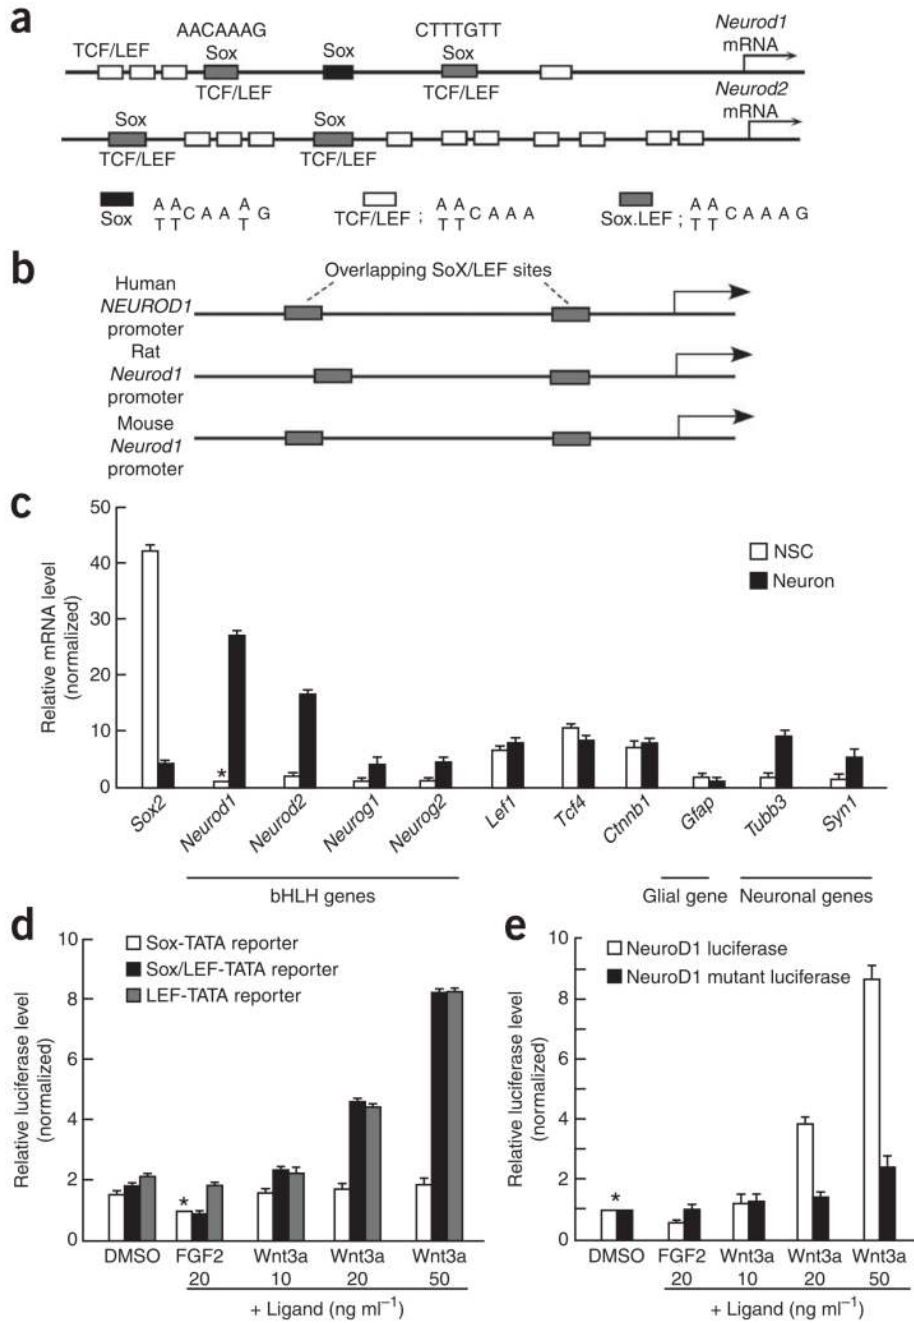 a
AACAAAG
CTTTGTT
Neurod1
mRNA
TCF/LEF
Sox
Sox
Sox
TCF/LEF
TCF/LEF
Neurod2
mRNA
Sox
Sox
TCF/LEF
TCF/LEF
Sox
A A
T T C A A A
T G
TCF/LEF ;
A A
T T C A A A
Sox.LEF ;
A A
T T C A A A G
b
Overlapping SoX/LEF sites
Human
NEUROD1
promoter
Rat
Neurod1
promoter
Mouse
Neurod1
promoter
c
Relative mRNA level
(normalized)
50
40
30
20
10
0
NSC
Neuron
*
Sox2
Neurod1
Neurod2
Neurog1
Neurog2
Lef1
Tcf4
Ctnnb1
Gfap
Tubb3
Syn1
bHLH genes
Glial gene
Neuronal genes
d
Relative luciferase level
(normalized)
10
8
6
4
2
0
Sox-TATA reporter
Sox/LEF-TATA reporter
LEF-TATA reporter
*
DMSO FGF2 Wnt3a Wnt3a Wnt3a
20 10 20 50
+ Ligand (ng ml⁻¹)
e
Relative luciferase level
(normalized)
10
8
6
4
2
0
NeuroD1 luciferase
NeuroD1 mutant luciferase
*
DMSO FGF2 Wnt3a Wnt3a Wnt3a
20 10 20 50
+ Ligand (ng ml⁻¹)